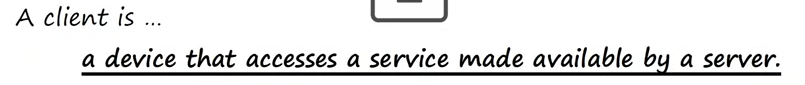 A client is ...
a device that accesses a service made available by a server.